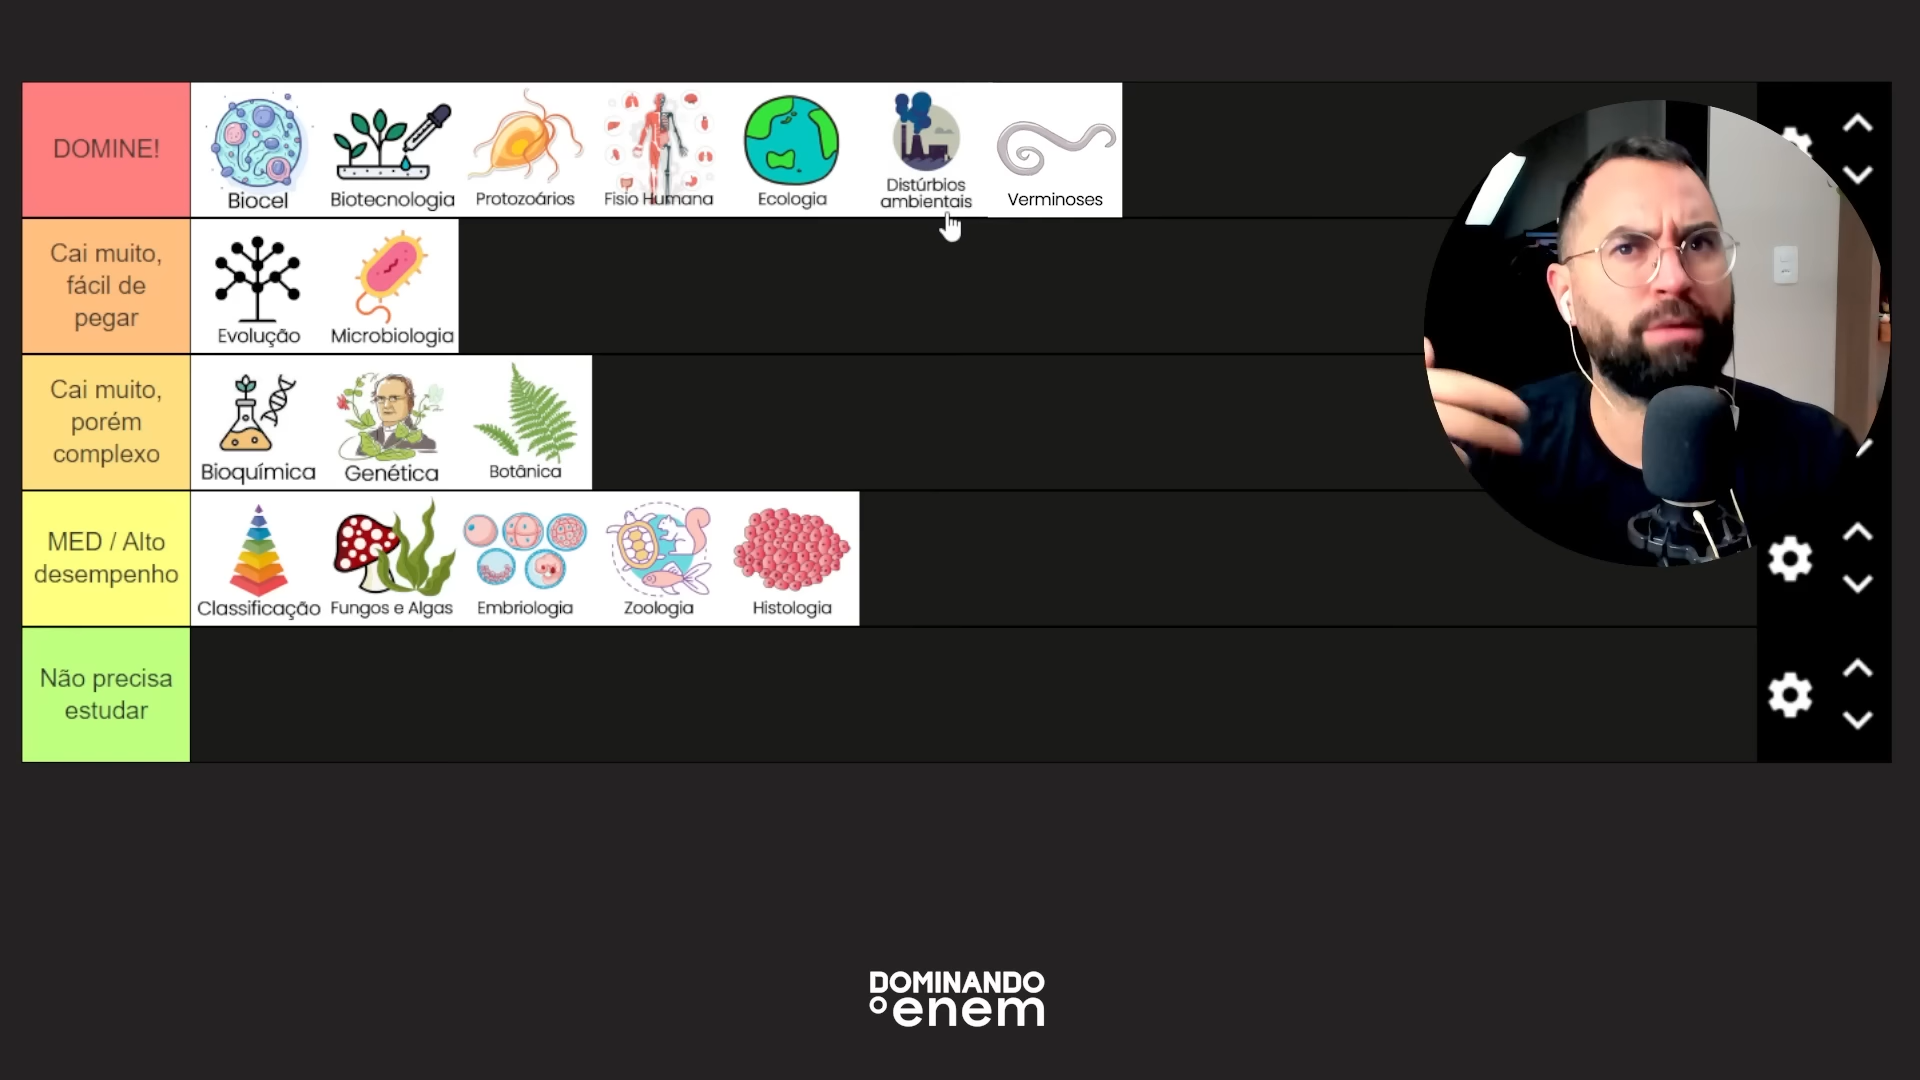 DOMINE!
Biocel
Biotecnologia
Protozoários
Fisio Humana
Ecologia
Distúrbios
ambientais
Verminoses
Cai muito,
fácil de
pegar
Evolução
Microbiologia
Cai muito,
porém
complexo
Bioquímica
Genética
Botânica
MED / Alto
desempenho
Classificação
Fungos e Algas
Embriologia
Zoologia
Histologia
Não precisa
estudar
DOMINANDO
o enem